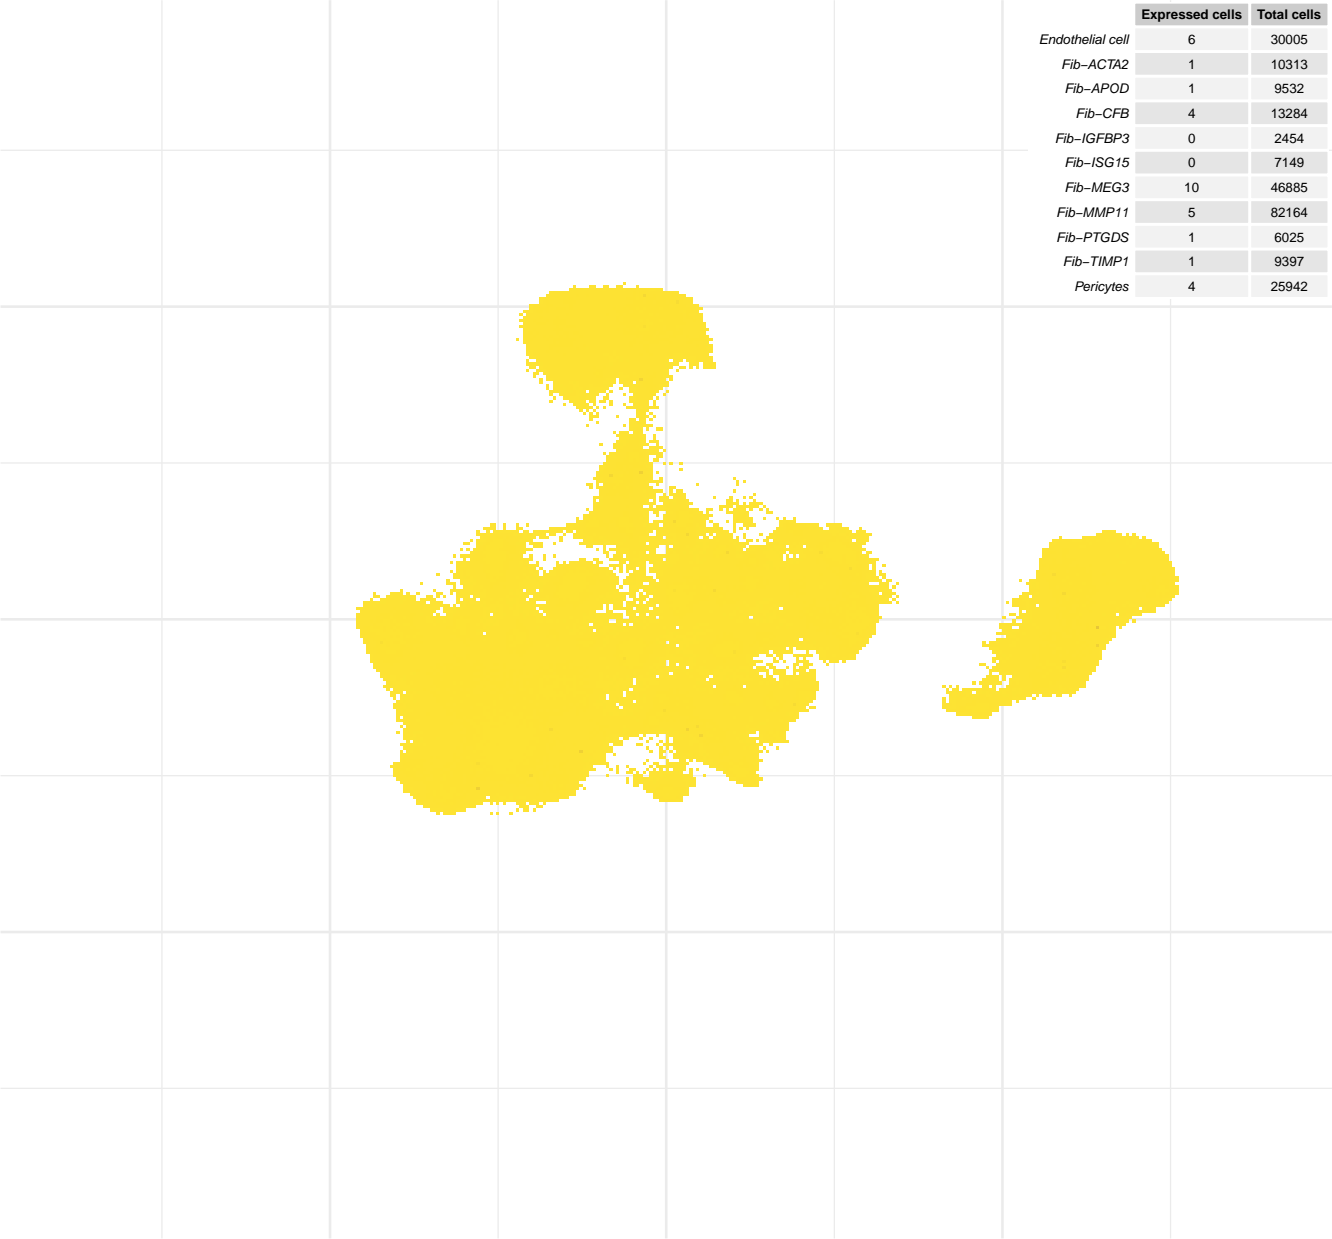 Expressed cells Total cells
Endothelial cell 6 30005
Fib−ACTA2 1 10313
Fib−APOD 1 9532
Fib−CFB 4 13284
Fib−IGFBP3 0 2454
Fib−ISG15 0 7149
Fib−MEG3 10 46885
Fib−MMP11 5 82164
Fib−PTGDS 1 6025
Fib−TIMP1 1 9397
Pericytes 4 25942